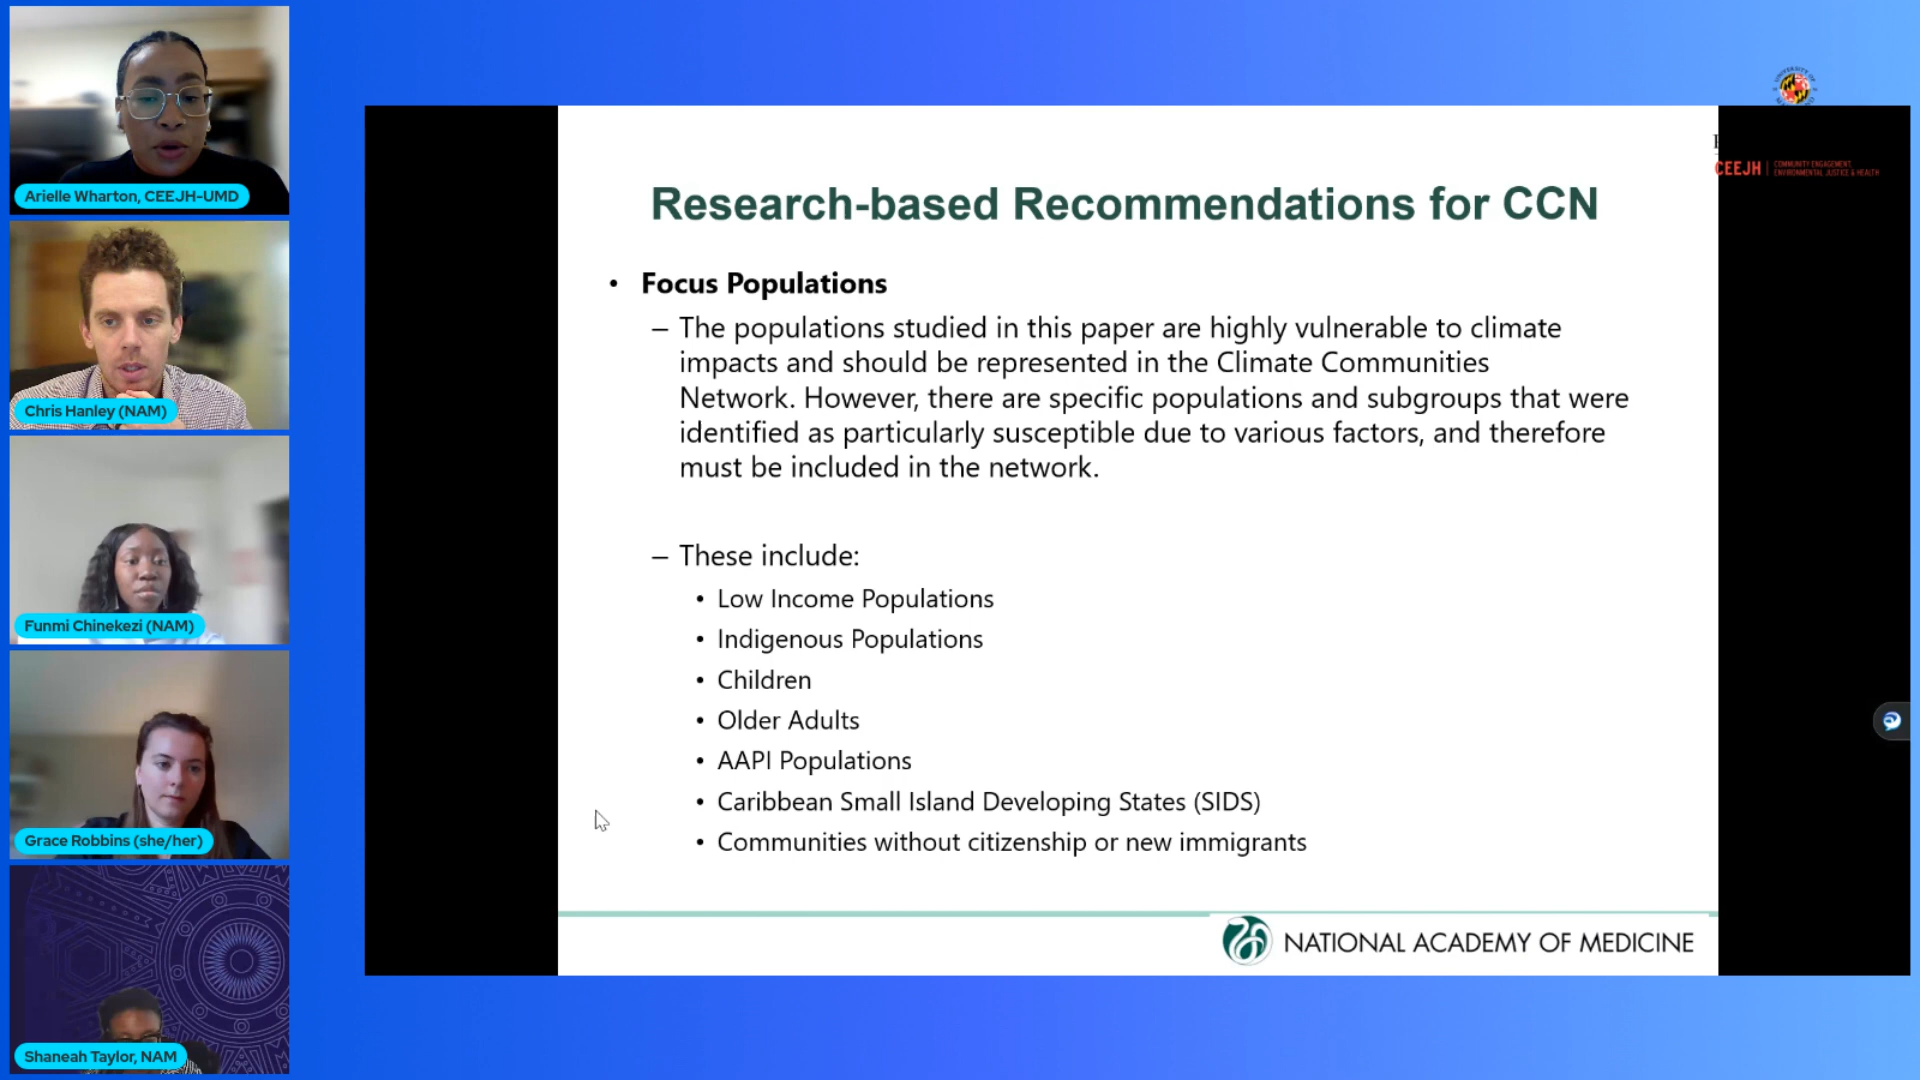 Arielle Wharton, CEEJH-UMD
Chris Hanley (NAM)
Funmi Chinekezi (NAM)
Grace Robbins (she/her)
Shaneah Taylor, NAM
UNIVERSITY OF
CEEJH
COMMUNITY ENGAGEMENT,
ENVIRONMENTAL JUSTICE & HEALTH
Research-based Recommendations for CCN
• Focus Populations
– The populations studied in this paper are highly vulnerable to climate
impacts and should be represented in the Climate Communities
Network. However, there are specific populations and subgroups that were
identified as particularly susceptible due to various factors, and therefore
must be included in the network.
– These include:
• Low Income Populations
• Indigenous Populations
• Children
• Older Adults
• AAPI Populations
• Caribbean Small Island Developing States (SIDS)
• Communities without citizenship or new immigrants
NATIONAL ACADEMY OF MEDICINE